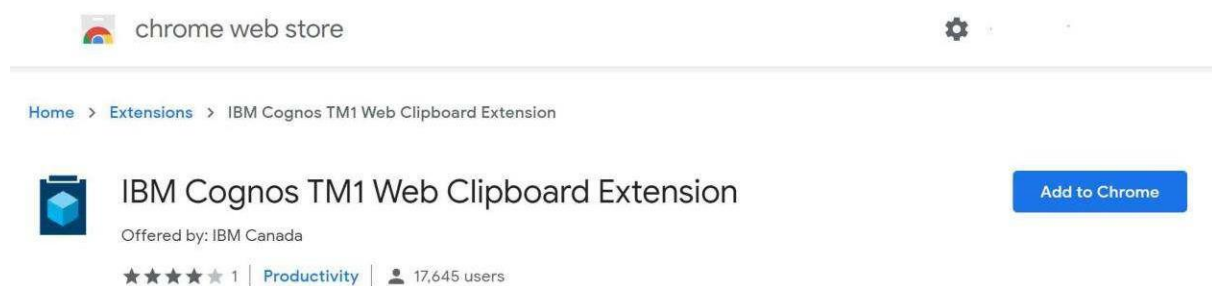 chrome web store
Home > Extensions > IBM Cognos TM1 Web Clipboard Extension
IBM Cognos TM1 Web Clipboard Extension
Add to Chrome
Offered by: IBM Canada
1 | Productivity | 17,645 users